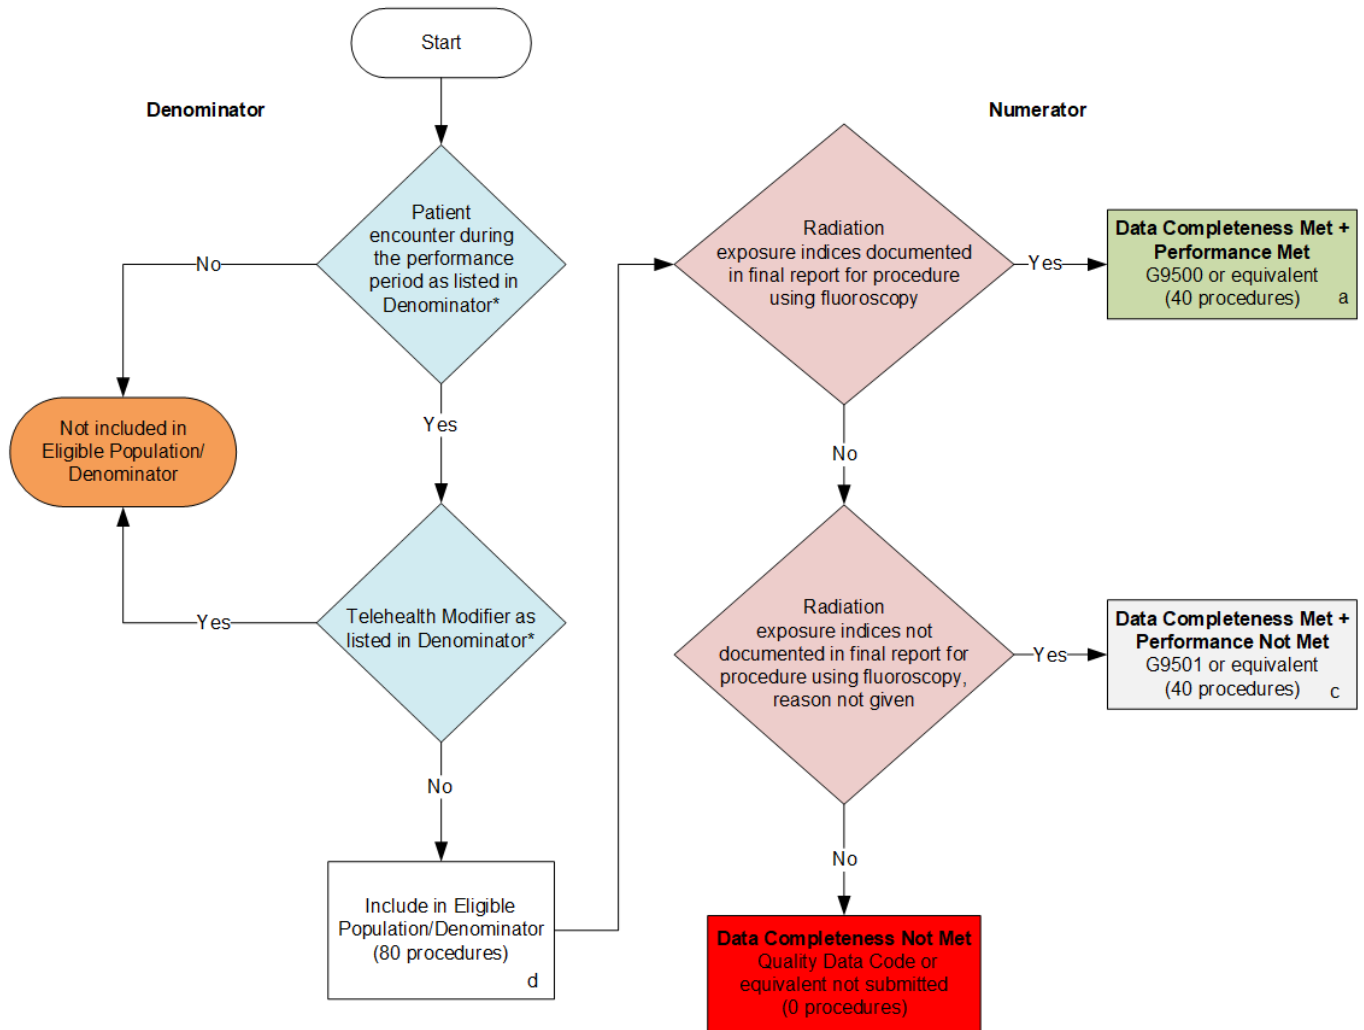 Start
Denominator
Numerator
Patient
encounter during
the performance
period as listed in
Denominator*
No
Yes
Not included in
Eligible Population/
Denominator
Telehealth Modifier as
listed in Denominator*
Yes
No
Include in Eligible
Population/Denominator
(80 procedures)
d
Radiation
exposure indices documented
in final report for procedure
using fluoroscopy
Yes
Data Completeness Met +
Performance Met
G9500 or equivalent
(40 procedures)
a
No
Radiation
exposure indices not
documented in final report for
procedure using fluoroscopy,
reason not given
Yes
Data Completeness Met +
Performance Not Met
G9501 or equivalent
(40 procedures)
c
No
Data Completeness Not Met
Quality Data Code or
equivalent not submitted
(0 procedures)